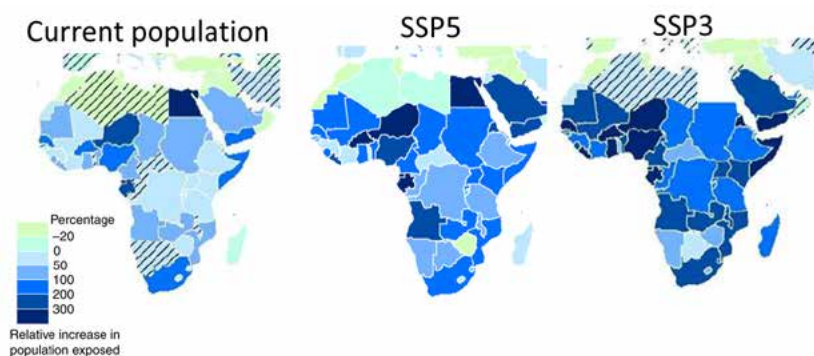 Current population
SSP5
SSP3
Percentage
–20
0
50
100
200
300
Relative increase in
population exposed